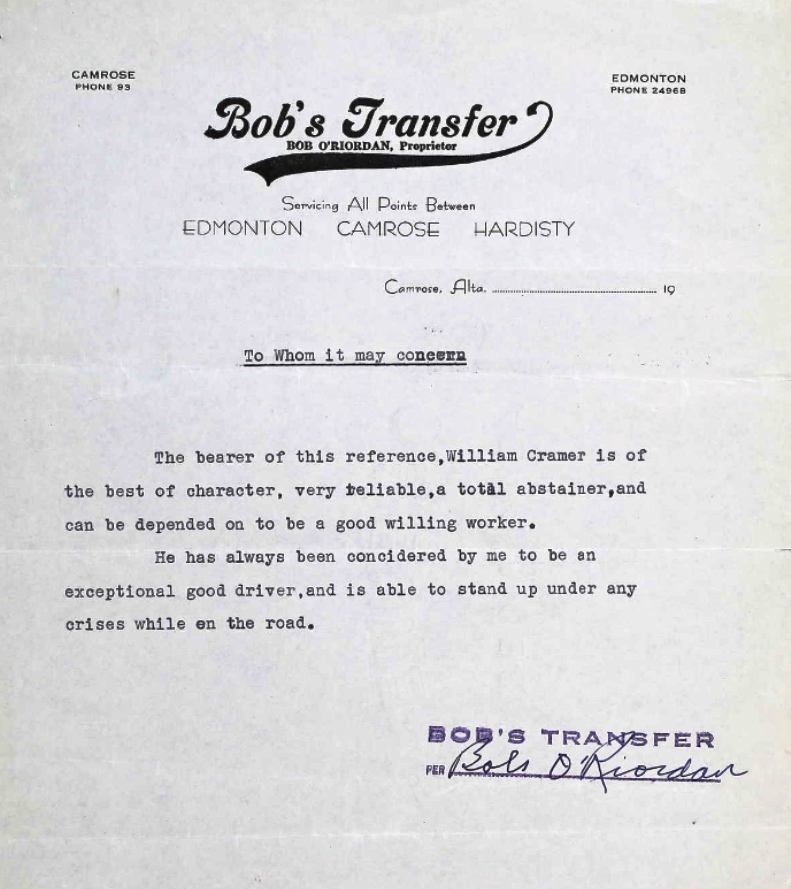 CAMROSE
PHONE 93
EDMONTON
PHONE 24968
Bob's Transfer
BOB O'RIORDAN, Proprietor
Servicing All Points Between
EDMONTON CAMROSE HARDISTY
Camrose, Alta. ........................ 19
To Whom it may concern
The bearer of this reference,William Cramer is of
the best of character, very reliable,a total abstainer,and
can be depended on to be a good willing worker.
He has always been concidered by me to be an
exceptional good driver,and is able to stand up under any
crises while on the road.
BOB'S TRANSFER
PER Bob O'Riordan